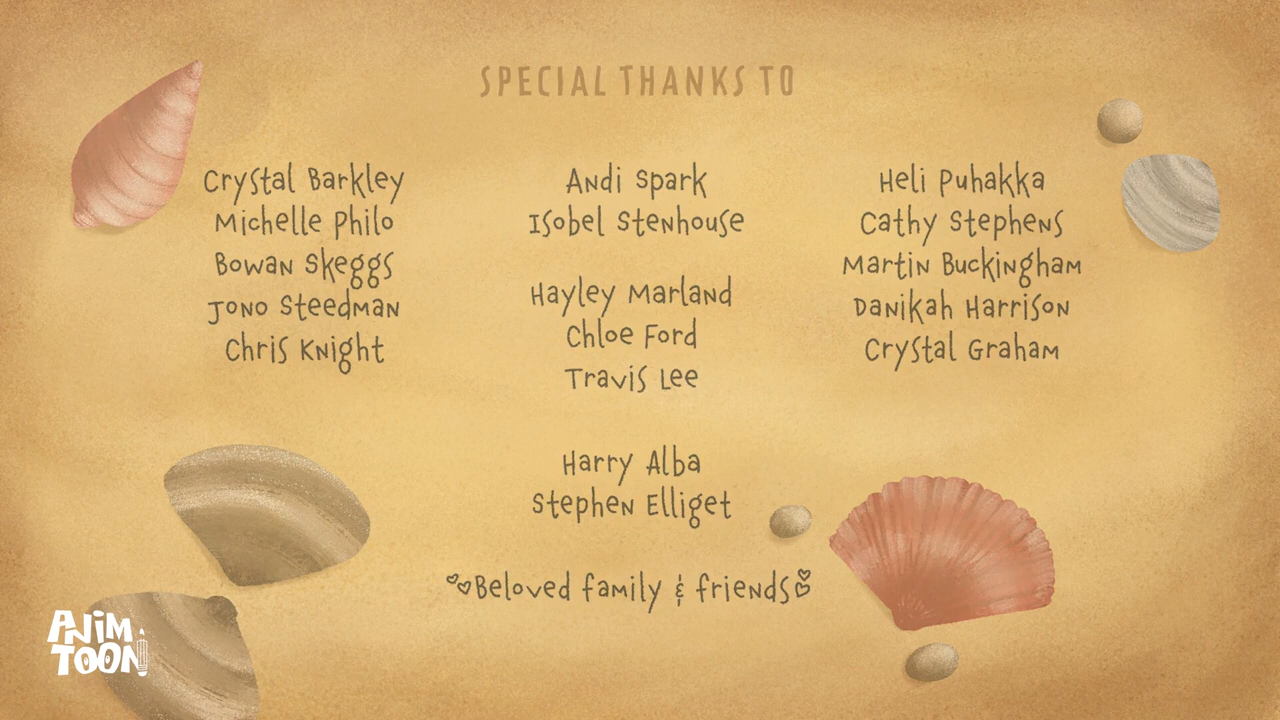 SPECIAL THANKS TO
Crystal Barkley
Michelle Philo
Bowan Skeggs
Jono Steedman
Chris Knight
Andi Spark
Isobel Stenhouse
Hayley Marland
Chloe Ford
Travis Lee
Harry Alba
Stephen Elliget
Beloved family & friends
Heli Puhakka
Cathy Stephens
Martin Buckingham
Danikah Harrison
Crystal Graham
ANIM
TOON